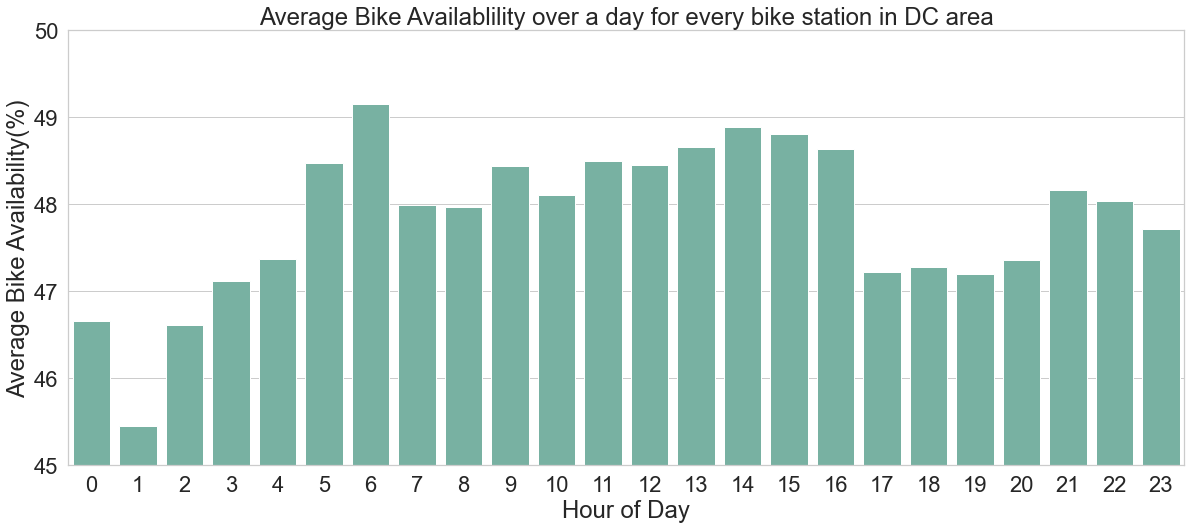 Average Bike Availablility over a day for every bike station in DC area
50
49
48
47
46
45
Average Bike Availability(%)
0 1 2 3 4 5 6 7 8 9 10 11 12 13 14 15 16 17 18 19 20 21 22 23
Hour of Day